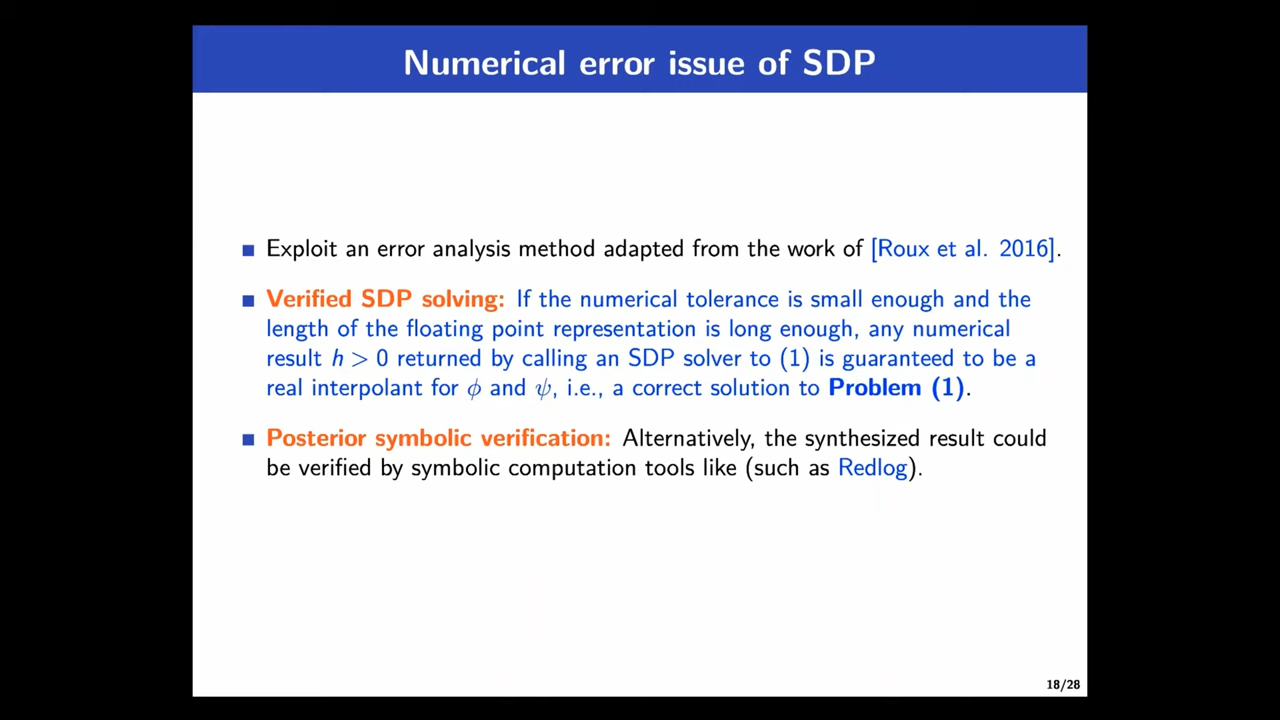 Numerical error issue of SDP
Exploit an error analysis method adapted from the work of [Roux et al. 2016].
Verified SDP solving: If the numerical tolerance is small enough and the
length of the floating point representation is long enough, any numerical
result h > 0 returned by calling an SDP solver to (1) is guaranteed to be a
real interpolant for ϕ and ψ, i.e., a correct solution to Problem (1).
Posterior symbolic verification: Alternatively, the synthesized result could
be verified by symbolic computation tools like (such as Redlog).
18/28